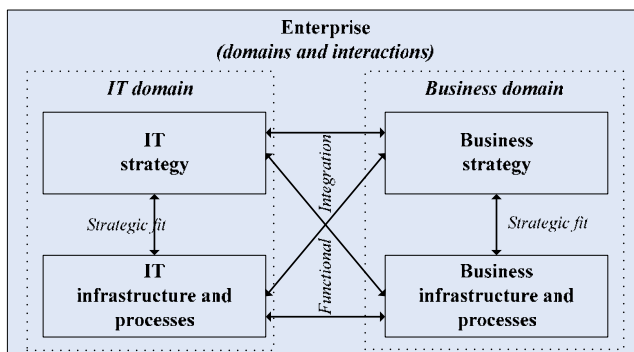 Enterprise
(domains and interactions)
IT domain
Business domain
IT
strategy
Business
strategy
Strategic fit
Functional Integration
Strategic fit
IT
infrastructure and
processes
Business
infrastructure and
processes